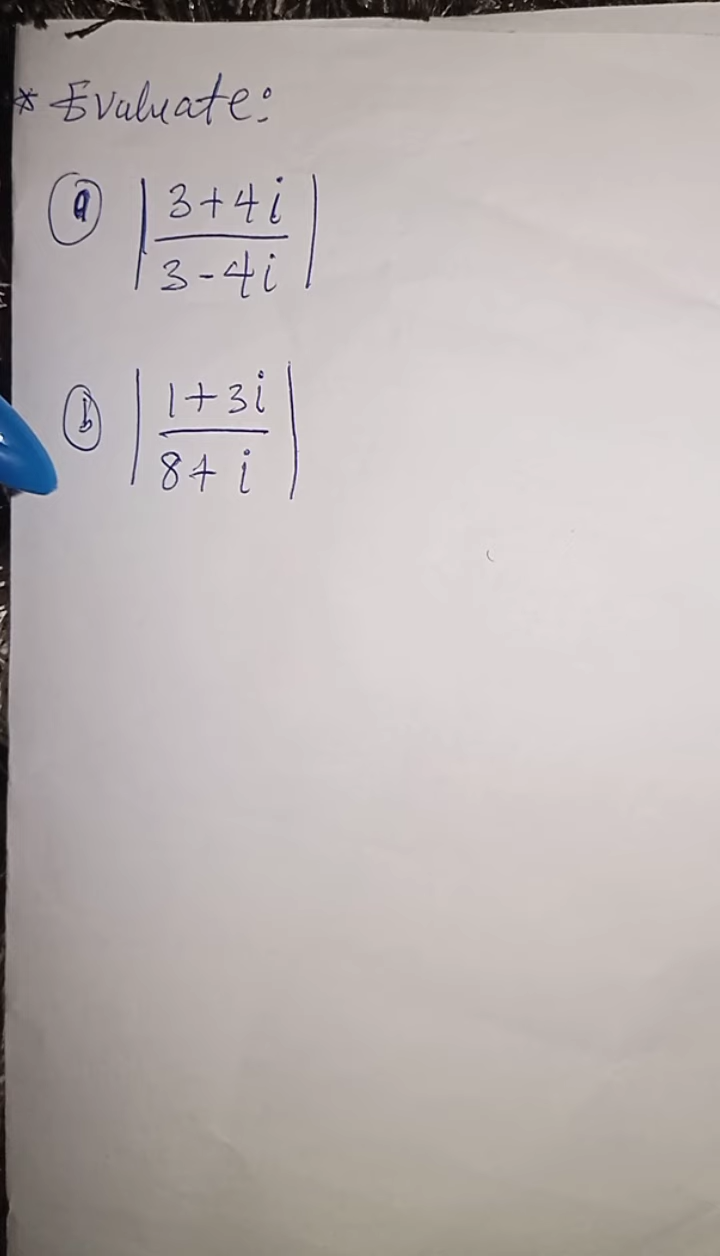 * Evaluate:
(a) |3+4i / 3-4i|
(b) |1+3i / 8+i|